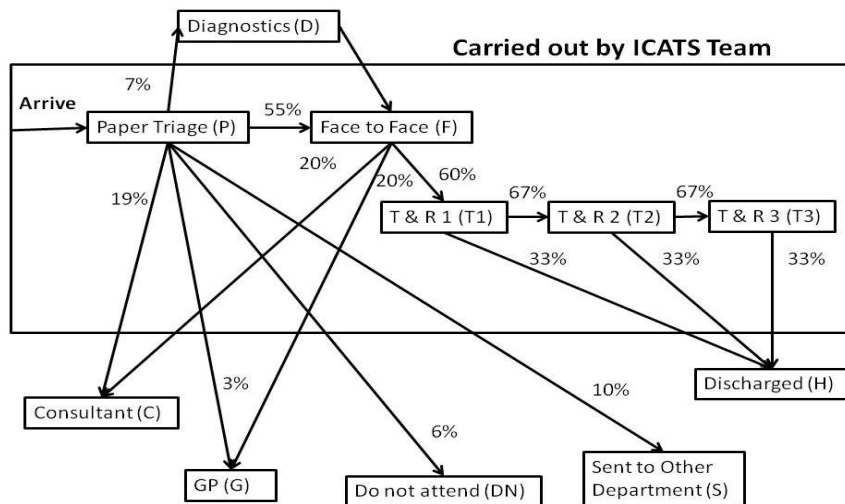 Diagnostics (D)
Carried out by ICATS Team
7%
Arrive
55%
Paper Triage (P)
Face to Face (F)
20%
20%
60%
19%
67%
67%
T & R 1 (T1)
T & R 2 (T2)
T & R 3 (T3)
33%
33%
33%
3%
10%
Discharged (H)
Consultant (C)
6%
GP (G)
Do not attend (DN)
Sent to Other
Department (S)